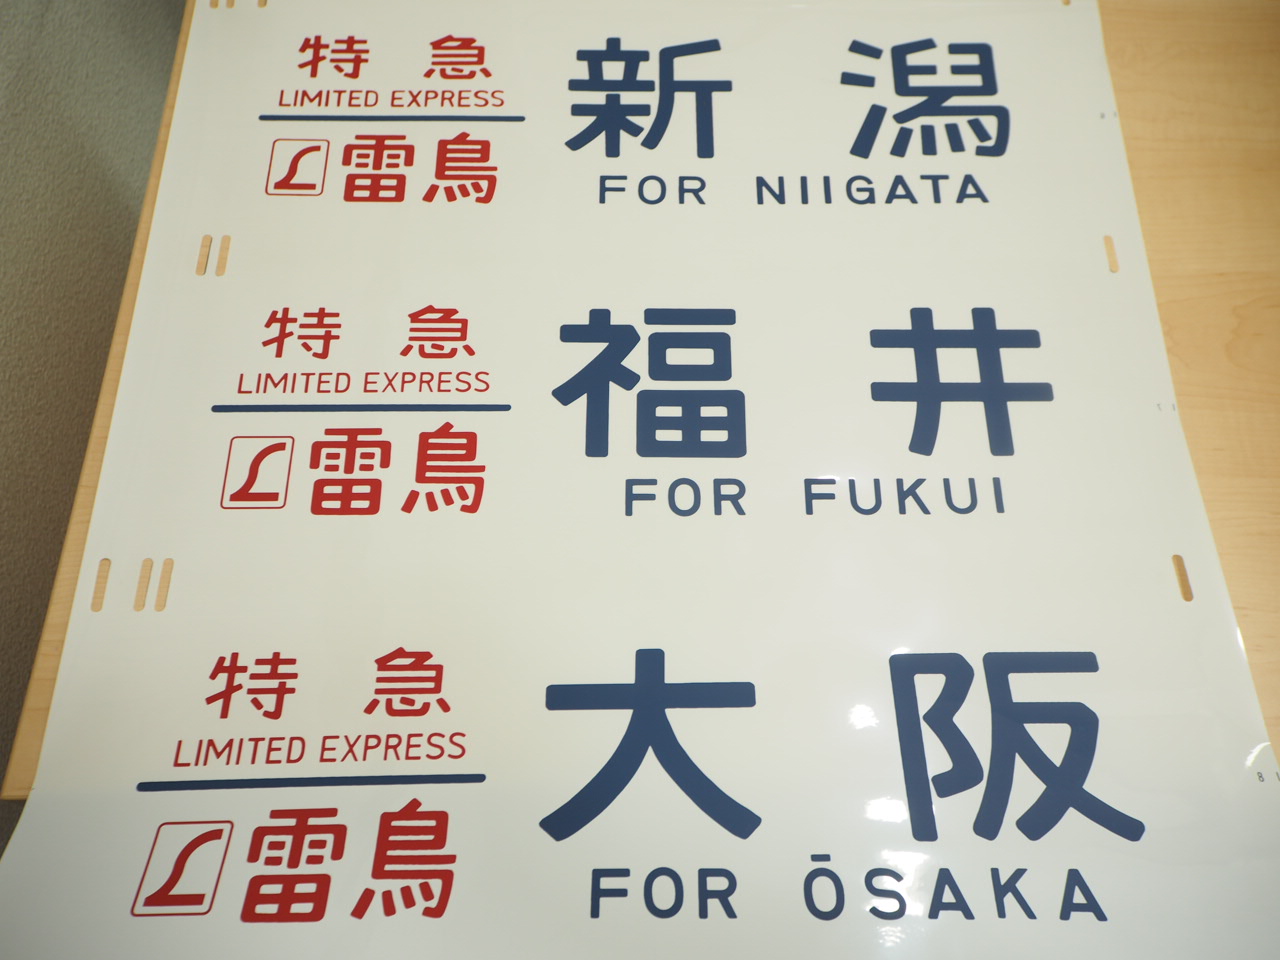 特急
LIMITED EXPRESS
L雷鳥
新潟
FOR NIIGATA
特急
LIMITED EXPRESS
L雷鳥
福井
FOR FUKUI
特急
LIMITED EXPRESS
L雷鳥
大阪
FOR ŌSAKA